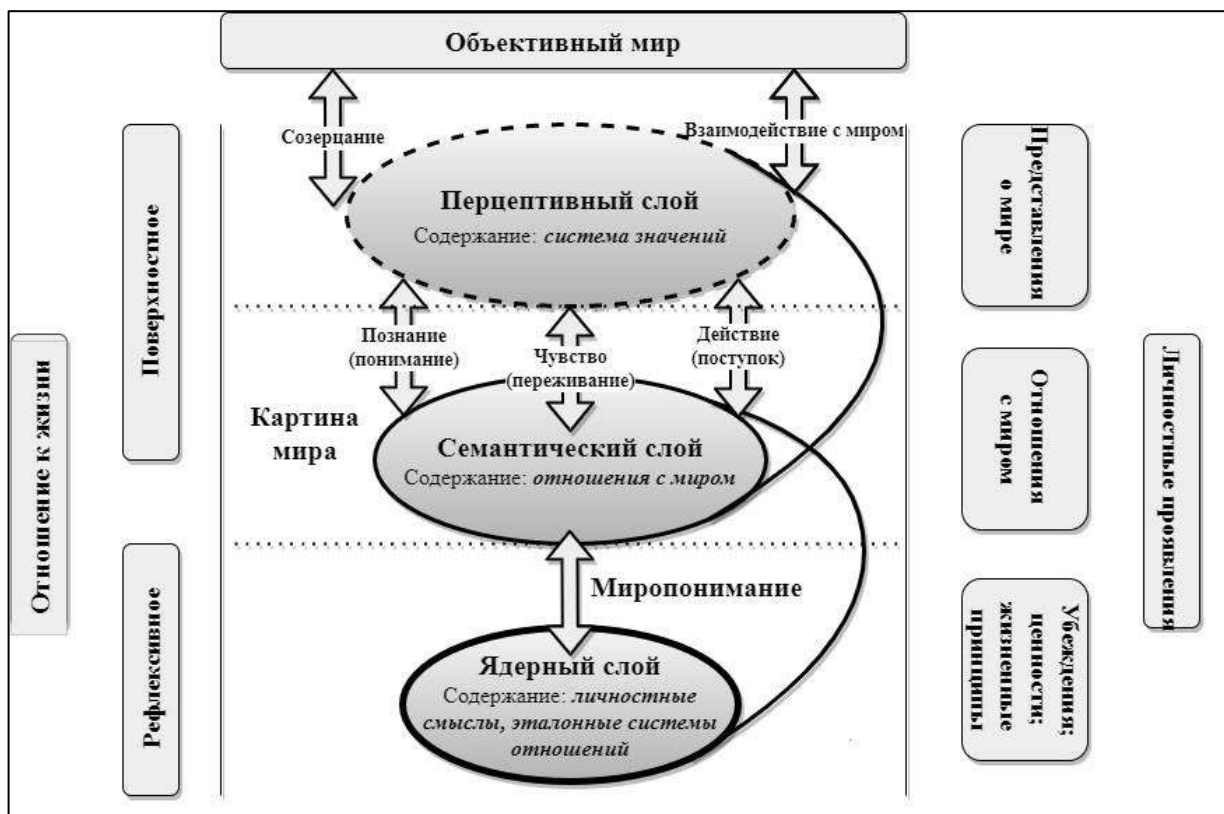 Объективный мир
Созерцание
Взаимодействие с миром
Перцептивный слой
Содержание: система значений
Познание
(понимание)
Чувство
(переживание)
Действие
(поступок)
Картина
мира
Семантический слой
Содержание: отношения с миром
Миропонимание
Ядерный слой
Содержание: личностные
смыслы, эталонные системы
отношений
Отношение к жизни
Поверхностное
Рефлексивное
Представления
о мире
Отношения
с миром
Убеждения;
ценности;
жизненные
принципы
Личностные проявления